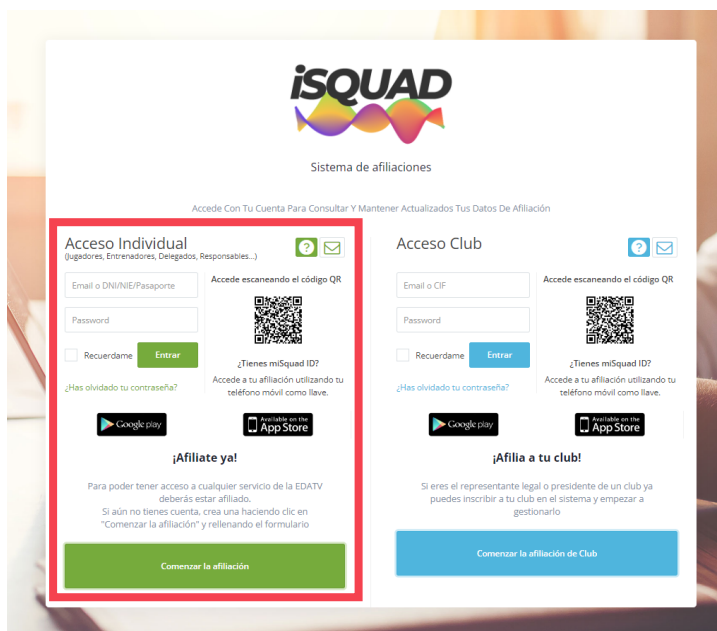 iSQUAD
Sistema de afiliaciones
Accede Con Tu Cuenta Para Consultar Y Mantener Actualizados Tus Datos De Afiliación
Acceso Individual
(Jugadores, Entrenadores, Delegados, Responsables...)
?
Email o DNI/NIE/Pasaporte
Password
Recuerdame
Entrar
¿Has olvidado tu contraseña?
Accede escaneando el código QR
¿Tienes miSquad ID?
Accede a tu afiliación utilizando tu
teléfono móvil como llave.
Google play
Available on the
App Store
¡Afiliate ya!
Para poder tener acceso a cualquier servicio de la EDATV
deberás estar afiliado.
Si aún no tienes cuenta, crea una haciendo clic en
"Comenzar la afiliación" y rellenando el formulario
Comenzar la afiliación
Acceso Club
?
Email o CIF
Password
Recuerdame
Entrar
¿Has olvidado tu contraseña?
Accede escaneando el código QR
¿Tienes miSquad ID?
Accede a tu afiliación utilizando tu
teléfono móvil como llave.
Google play
Available on the
App Store
¡Afilia a tu club!
Si eres el representante legal o presidente de un club ya
puedes inscribir a tu club en el sistema y empezar a
gestionarlo
Comenzar la afiliación de Club